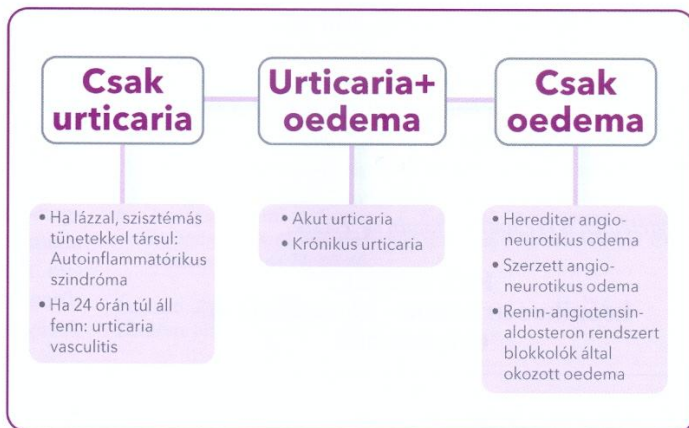 Csak
urticaria
Urticaria+
oedema
Csak
oedema
• Ha lázzal, szisztémás
tünetekkel társul:
Autoinflammatórikus
szindróma
• Ha 24 órán túl áll
fenn: urticaria
vasculitis
• Akut urticaria
• Krónikus urticaria
• Herediter angio-
neurotikus odema
• Szerzett angio-
neurotikus odema
• Renin-angiotensin-
aldosteron rendszert
blokkolók által
okozott oedema